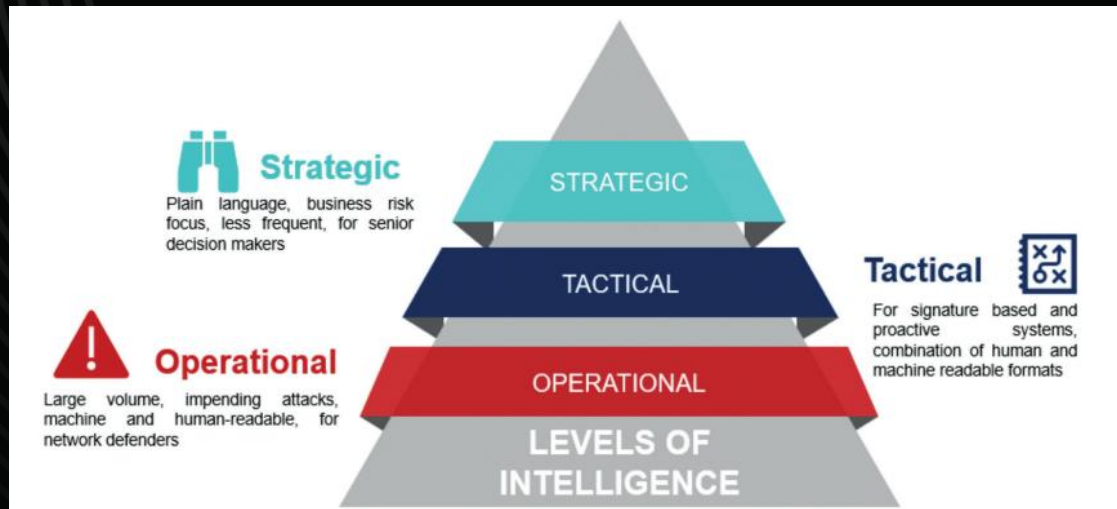 Strategic
Plain language, business risk
focus, less frequent, for senior
decision makers
STRATEGIC
TACTICAL
Tactical
For signature based and
proactive systems,
combination of human and
machine readable formats
Operational
Large volume, impending attacks,
machine and human-readable, for
network defenders
OPERATIONAL
LEVELS OF
INTELLIGENCE